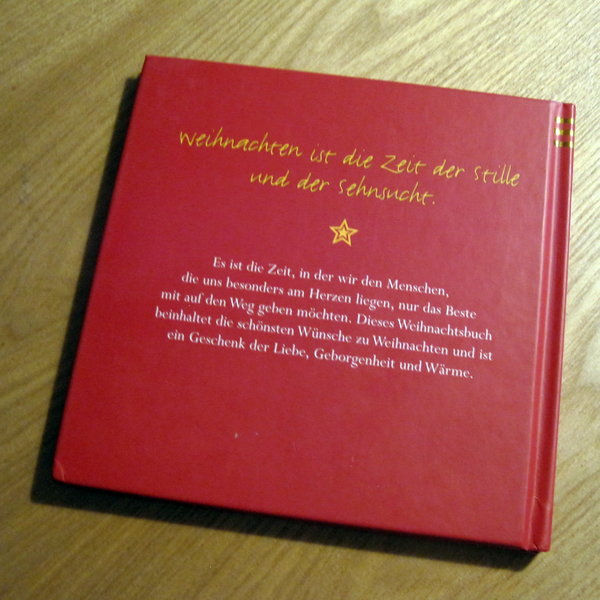 Weihnachten ist die Zeit der Stille
und der Sehnsucht.
Es ist die Zeit, in der wir den Menschen,
die uns besonders am Herzen liegen, nur das Beste
mit auf den Weg geben möchten. Dieses Weihnachtsbuch
beinhaltet die schönsten Wünsche zu Weihnachten und ist
ein Geschenk der Liebe, Geborgenheit und Wärme.